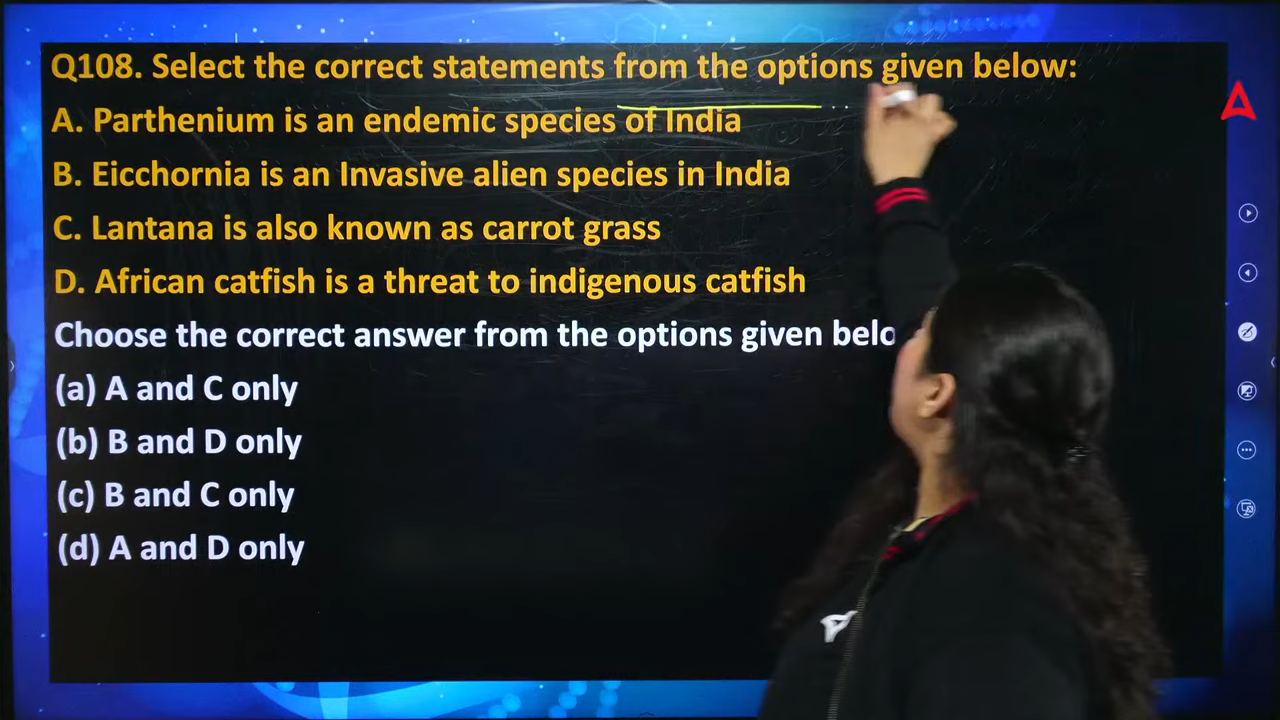 Q108. Select the correct statements from the options given below:
A. Parthenium is an endemic species of India
B. Eicchornia is an Invasive alien species in India
C. Lantana is also known as carrot grass
D. African catfish is a threat to indigenous catfish
Choose the correct answer from the options given belo
(a) A and C only
(b) B and D only
(c) B and C only
(d) A and D only